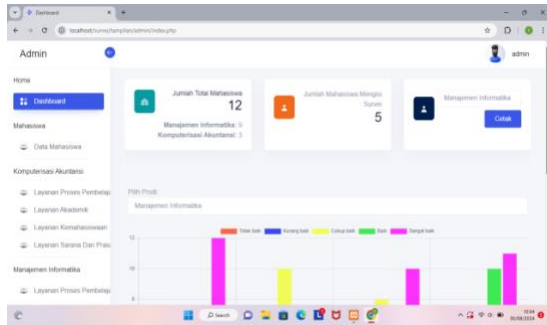 Dashboard
localhost/survei/tampilan/admin/index.php
Admin
admin
Home
Dashboard
Mahasiswa
Data Mahasiswa
Komputerisasi Akuntansi
Layanan Proses Pembelaja
Layanan Akademik
Layanan Kemahasiswaan
Layanan Sarana Dan Pras
Manajemen Informatika
Layanan Proses Pembelaja
Jumlah Total Mahasiswa
12
Manajemen Informatika: 9
Komputerisasi Akuntansi: 3
Jumlah Mahasiswa Mengisi
Survei
5
Manajemen Informatika
Cetak
Pilih Prodi:
Manajemen Informatika
Tidak baik
Kurang baik
Cukup baik
Baik
Sangat baik
12
10
8
Search